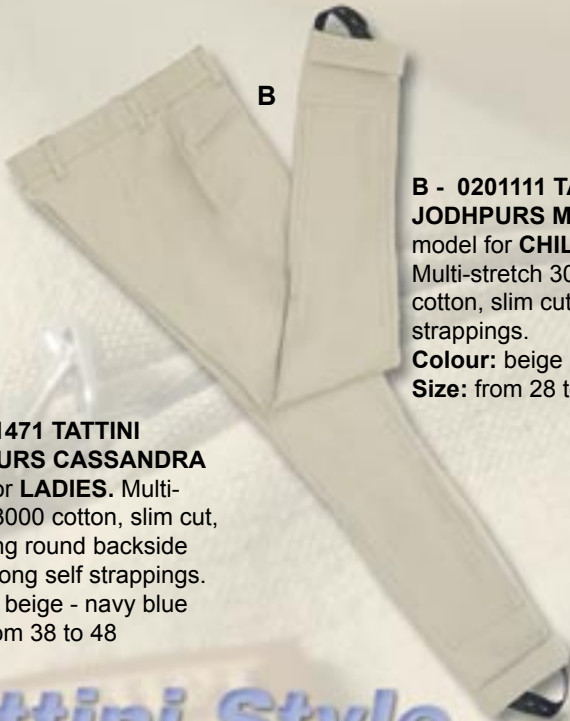 B
B - 0201111 TA
JODHPURS M
model for CHIL
Multi-stretch 30
cotton, slim cut
strappings.
Colour: beige
Size: from 28 t
1471 TATTINI
URS CASSANDRA
or LADIES. Multi-
3000 cotton, slim cut,
ng round backside
ong self strappings.
beige - navy blue
om 38 to 48
ttini Style